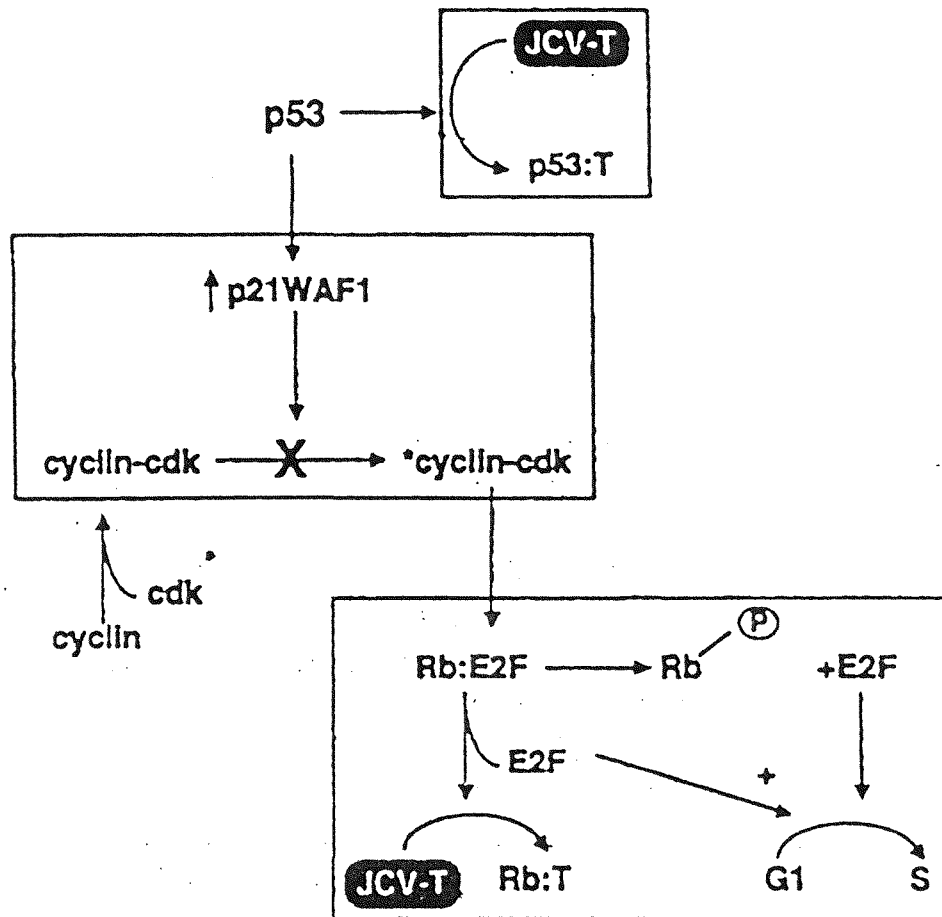 JCV-T
p53
p53:T
p21WAF1
cyclin-cdk X *cyclin-cdk
cdk
cyclin
P
Rb:E2F Rb +E2F
E2F +
JCV-T Rb:T G1 S